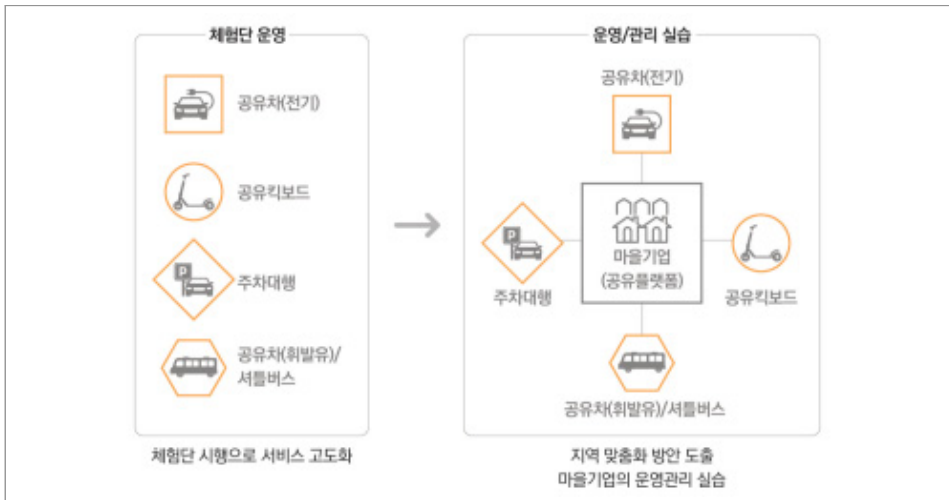 체험단 운영
공유차(전기)
공유킥보드
P
주차대행
공유차(휘발유)/
셔틀버스
체험단 시행으로 서비스 고도화
운영/관리 실습
공유차(전기)
P
주차대행
마을기업
(공유플랫폼)
공유킥보드
공유차(휘발유)/셔틀버스
지역 맞춤화 방안 도출
마을기업의 운영관리 실습